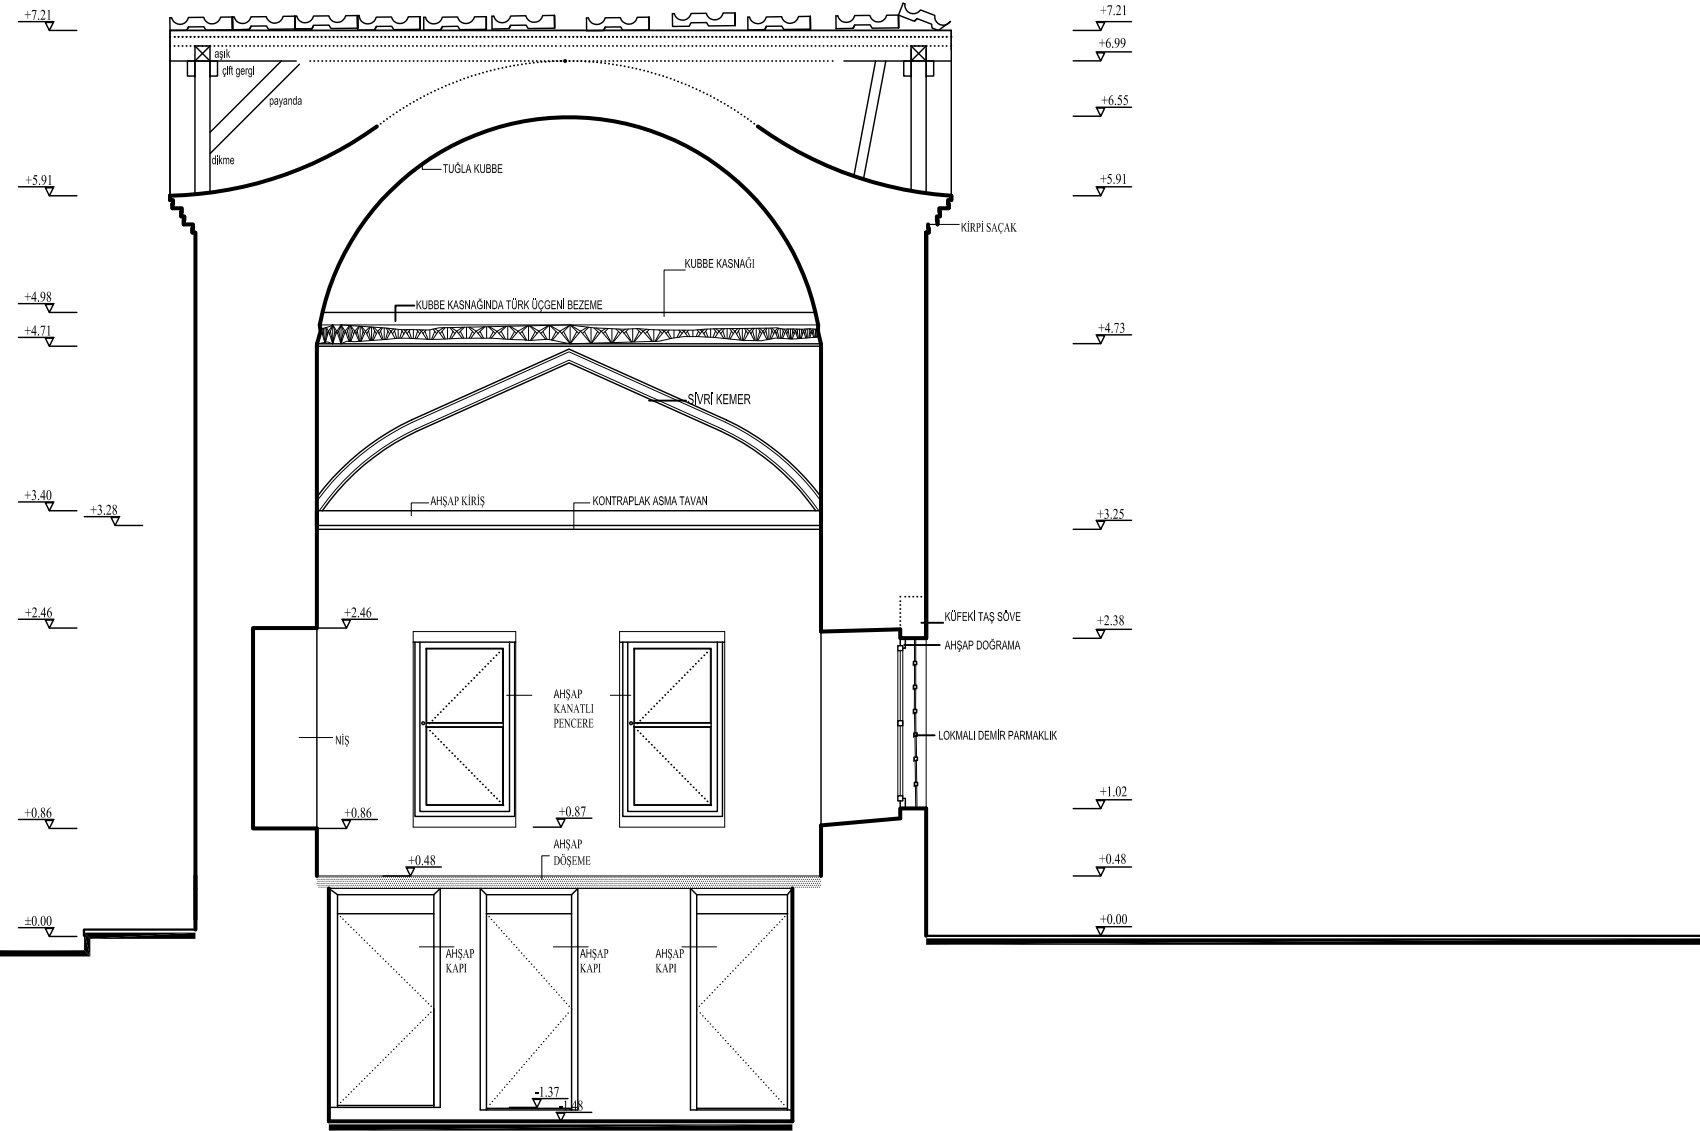 +7.21
+7.21
+6.99
aşık
çift gergi
payanda
+6.55
dikme
TUĞLA KUBBE
+5.91
+5.91
KİRPİ SAÇAK
KUBBE KASNAĞI
+4.98
KUBBE KASNAĞINDA TÜRK ÜÇGENİ BEZEME
+4.71
+4.73
SİVRİ KEMER
+3.40
AHŞAP KİRİŞ
KONTRAPLAK ASMA TAVAN
+3.28
+3.25
+2.46
+2.46
KÜFEKİ TAŞ SÖVE
+2.38
AHŞAP DOĞRAMA
AHŞAP
KANATLI
PENCERE
NİŞ
LOKMALI DEMİR PARMAKLIK
+1.02
+0.86
+0.86
+0.87
AHŞAP
DÖŞEME
+0.48
+0.48
±0.00
+0.00
AHŞAP
KAPI
AHŞAP
KAPI
AHŞAP
KAPI
-1.37
-1.48